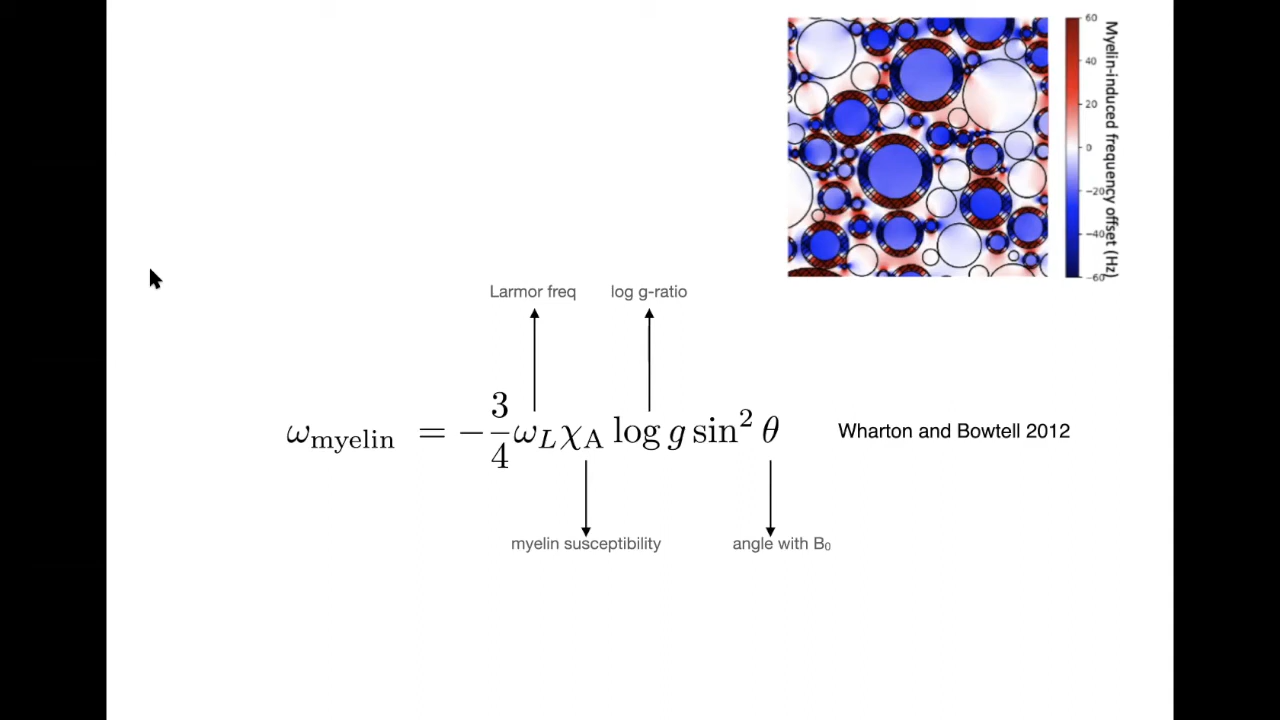 60
40
20
0
−20
−40
−60
Myelin-induced frequency offset (Hz)
Larmor freq log g-ratio
ω_myelin = −3/4 ω_L χ_A log g sin² θ Wharton and Bowtell 2012
myelin susceptibility angle with B₀